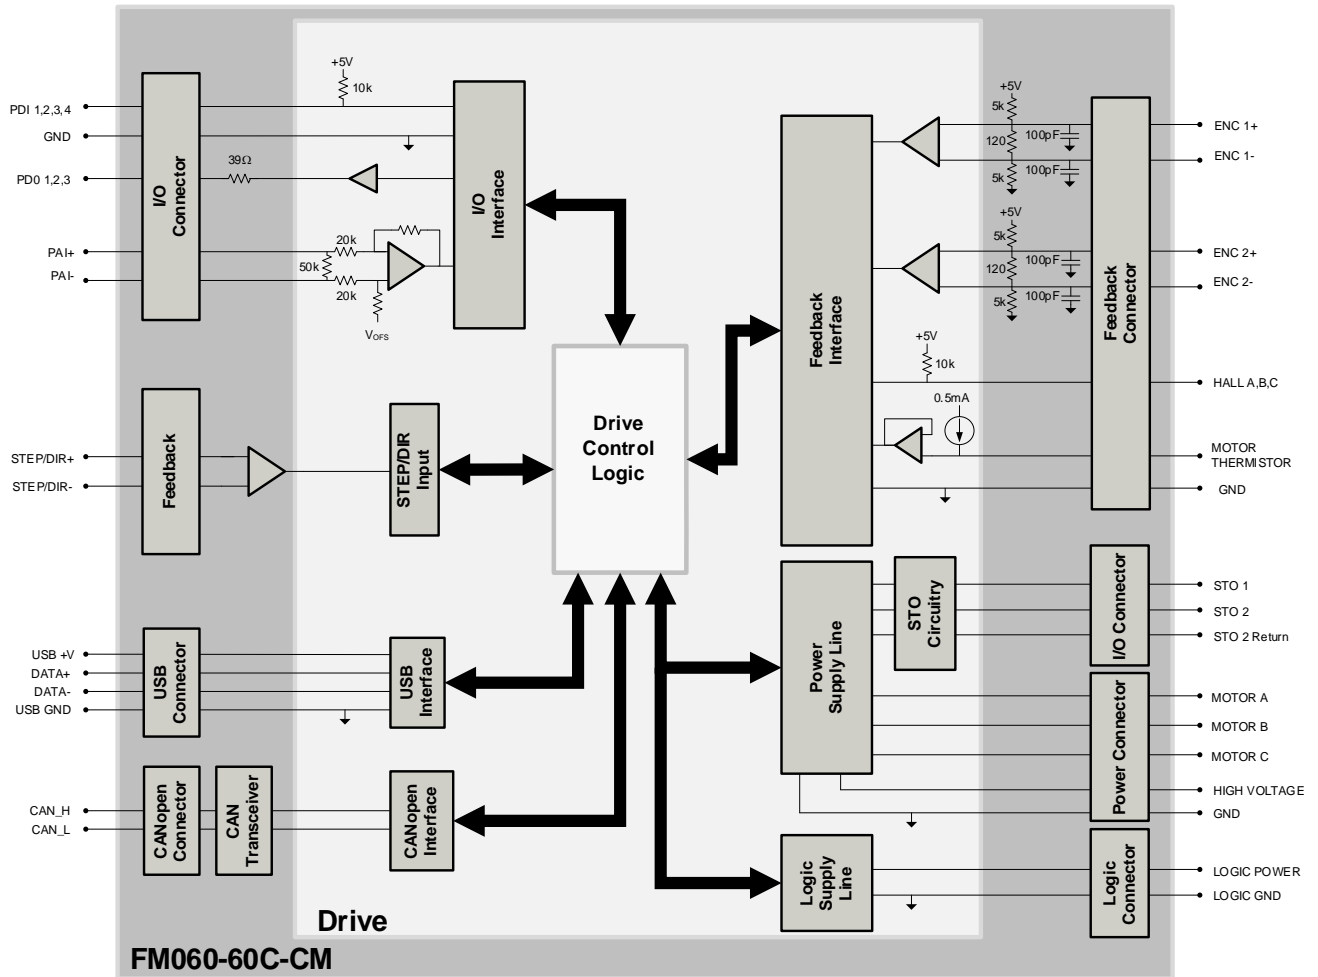 PDI 1,2,3,4
GND
PD0 1,2,3
PAI+
PAI-
I/O
Connector
+5V
10k
39Ω
20k
50k
20k
VOFS
I/O
Interface
STEP/DIR+
STEP/DIR-
Feedback
STEP/DIR
Input
Drive
Control
Logic
USB +V
DATA+
DATA-
USB GND
USB
Connector
USB
Interface
CAN_H
CAN_L
CANopen
Connector
CAN
Transceiver
CANopen
Interface
Feedback
Interface
+5V
5k
120
5k
100pF
100pF
+5V
5k
120
5k
100pF
100pF
+5V
10k
0.5mA
Feedback
Connector
ENC 1+
ENC 1-
ENC 2+
ENC 2-
HALL A,B,C
MOTOR
THERMISTOR
GND
Power
Supply Line
STO
Circuitry
I/O Connector
STO 1
STO 2
STO 2 Return
Power Connector
MOTOR A
MOTOR B
MOTOR C
HIGH VOLTAGE
GND
Logic
Supply
Line
Logic
Connector
LOGIC POWER
LOGIC GND
Drive
FM060-60C-CM